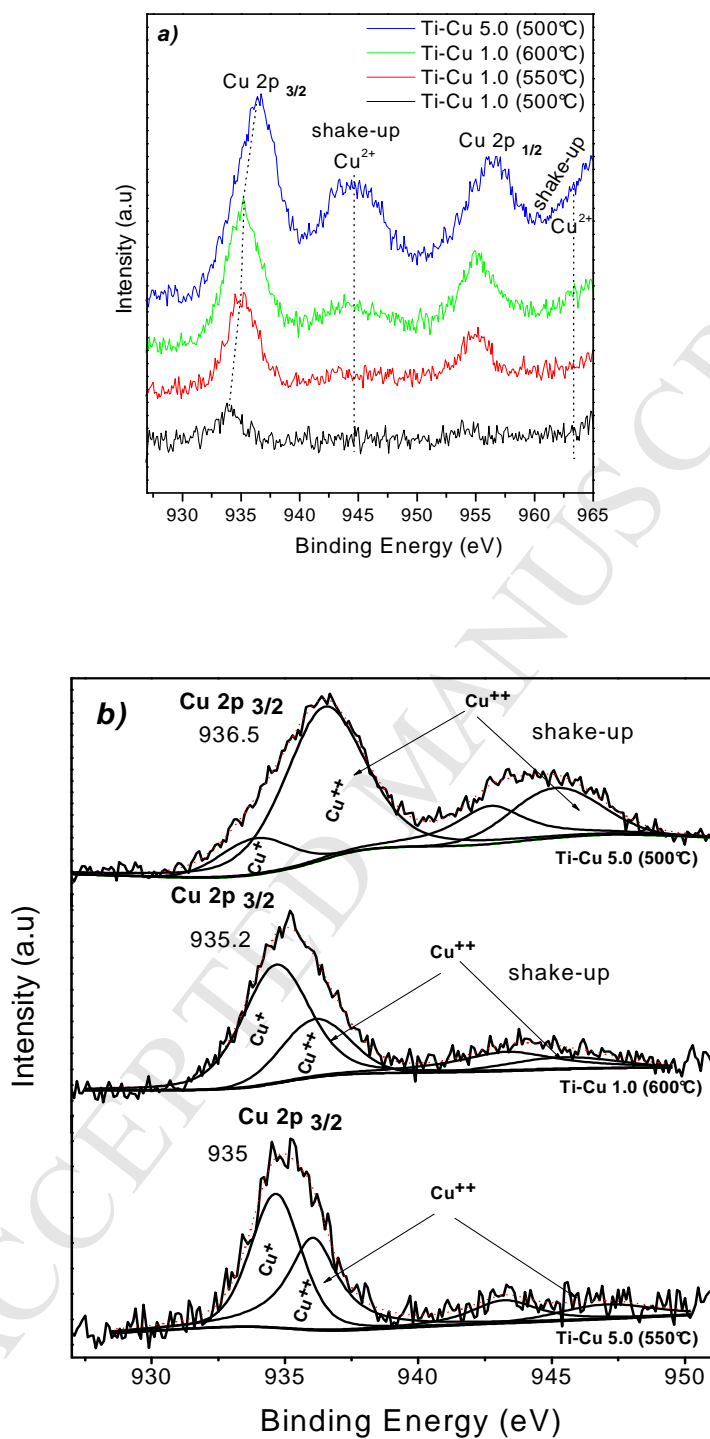 a)
Ti-Cu 5.0 (500°C)
Ti-Cu 1.0 (600°C)
Ti-Cu 1.0 (550°C)
Ti-Cu 1.0 (500°C)
Cu 2p 3/2
shake-up
Cu2+
Cu 2p 1/2
shake-up
Cu2+
Intensity (a.u)
930 935 940 945 950 955 960 965
Binding Energy (eV)
b)
Cu 2p 3/2
936.5
Cu++
shake-up
Cu++
Cu+
Ti-Cu 5.0 (500°C)
Cu 2p 3/2
935.2
Cu++
shake-up
Cu+
Cu++
Ti-Cu 1.0 (600°C)
Cu 2p 3/2
935
Cu++
Cu+
Cu++
Ti-Cu 5.0 (550°C)
Intensity (a.u)
930 935 940 945 950
Binding Energy (eV)
ACCEPTED MANUSCR